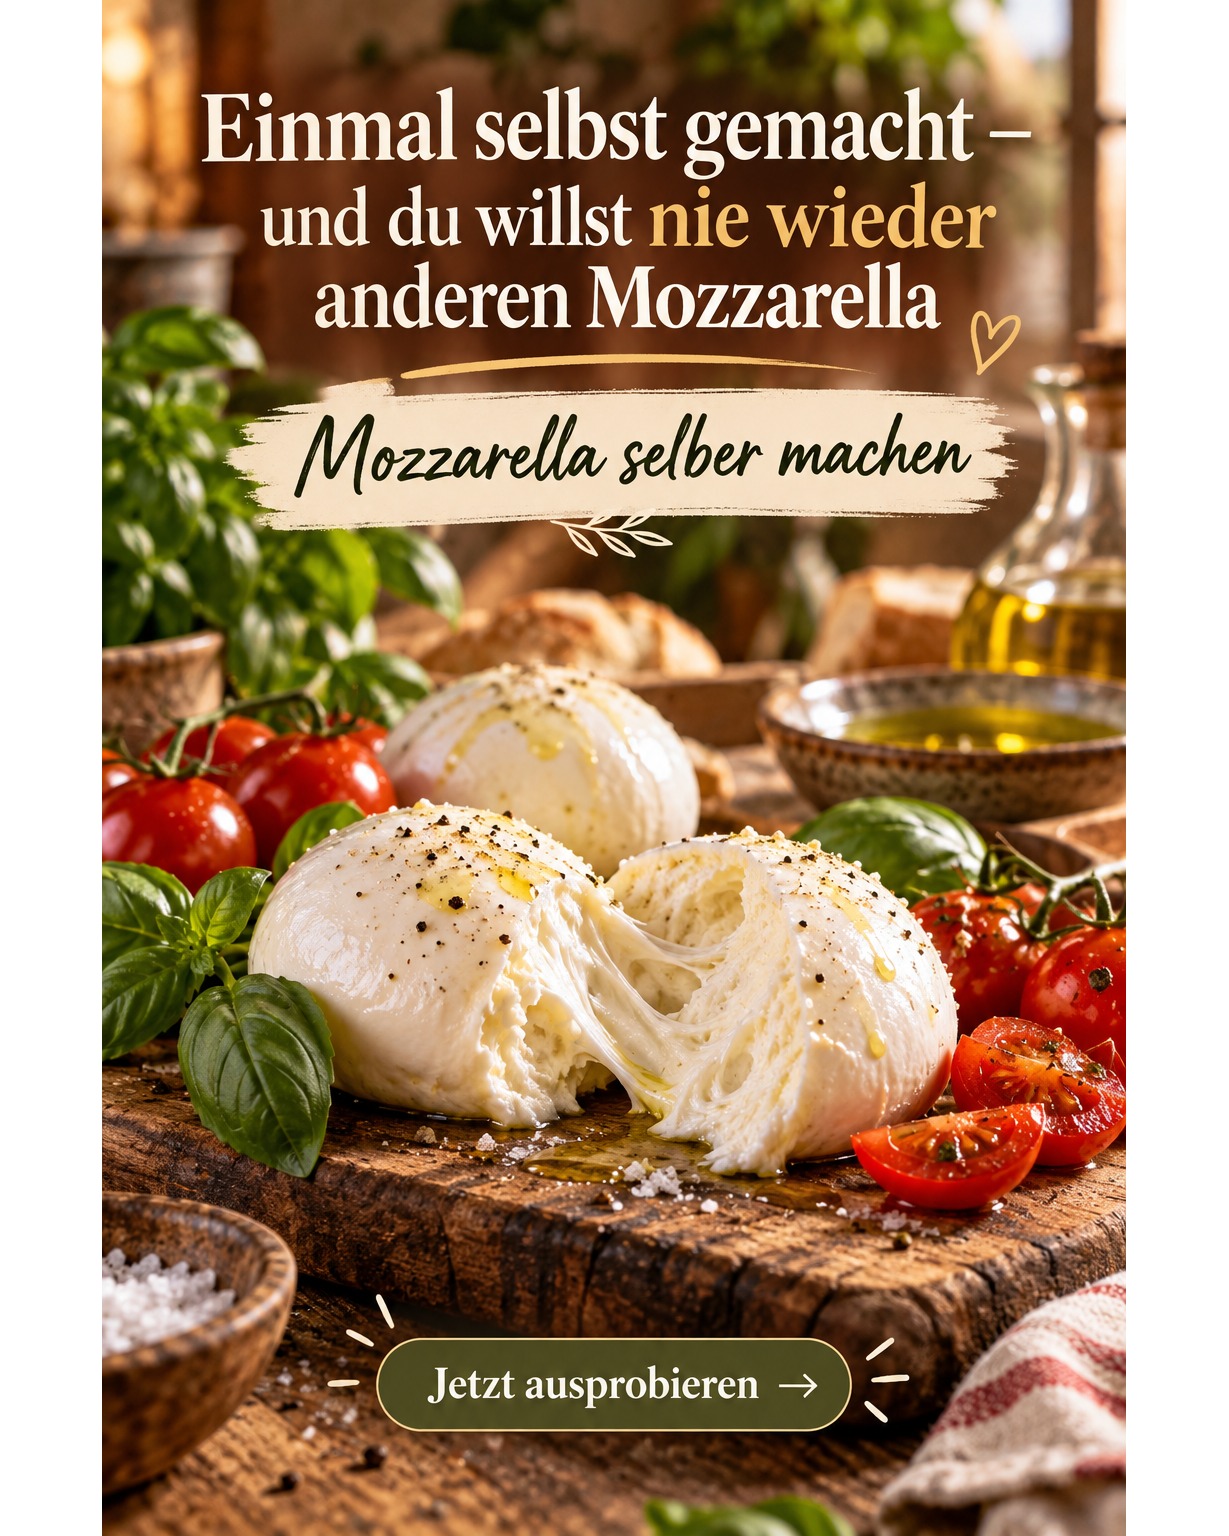 Einmal selbst gemacht –
und du willst nie wieder
anderen Mozzarella
Mozzarella selber machen
Jetzt ausprobieren →